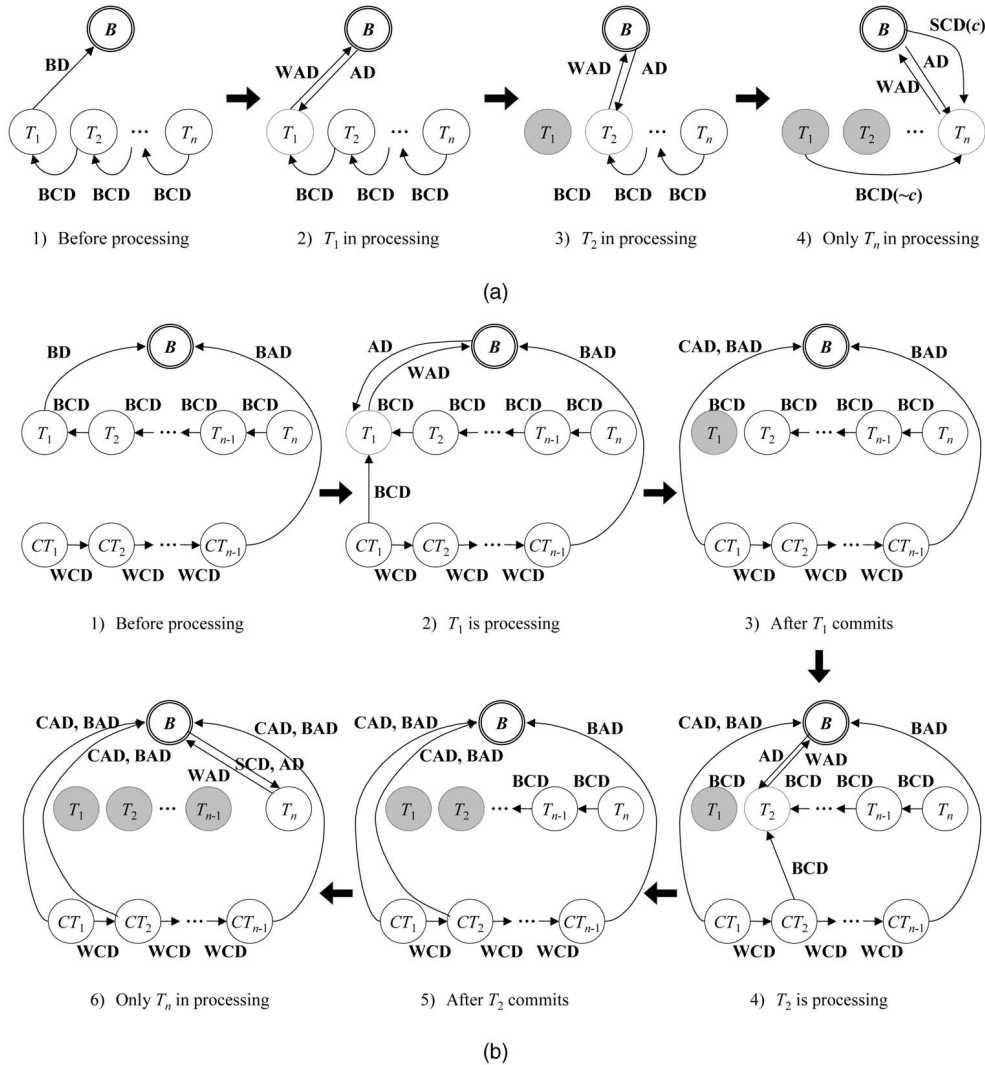 B B B B SCD(c)
BD WAD AD WAD AD AD
WAD
T1 T2 ... Tn T1 T2 ... Tn T1 T2 ... Tn T1 T2 ... Tn
BCD BCD BCD BCD BCD BCD BCD BCD BCD BCD(~c)
1) Before processing 2) T1 in processing 3) T2 in processing 4) Only Tn in processing
(a)
B B B
BD BAD AD WAD BAD CAD, BAD BAD
BCD BCD BCD BCD BCD BCD BCD BCD BCD BCD BCD BCD
T1 T2 ... Tn-1 Tn T1 T2 ... Tn-1 Tn T1 T2 ... Tn-1 Tn
BCD
CT1 CT2 ... CTn-1 CT1 CT2 ... CTn-1 CT1 CT2 ... CTn-1
WCD WCD WCD WCD WCD WCD WCD WCD WCD
1) Before processing 2) T1 is processing 3) After T1 commits
B B B
CAD, BAD CAD, BAD CAD, BAD BAD CAD, BAD BAD
CAD, BAD SCD, AD CAD, BAD AD WAD
WAD BCD BCD BCD BCD BCD BCD
T1 T2 ... Tn-1 Tn T1 T2 ... Tn-1 Tn T1 T2 ... Tn-1 Tn
BCD
CT1 CT2 ... CTn-1 CT1 CT2 ... CTn-1 CT1 CT2 ... CTn-1
WCD WCD WCD WCD WCD WCD WCD WCD WCD
6) Only Tn in processing 5) After T2 commits 4) T2 is processing
(b)